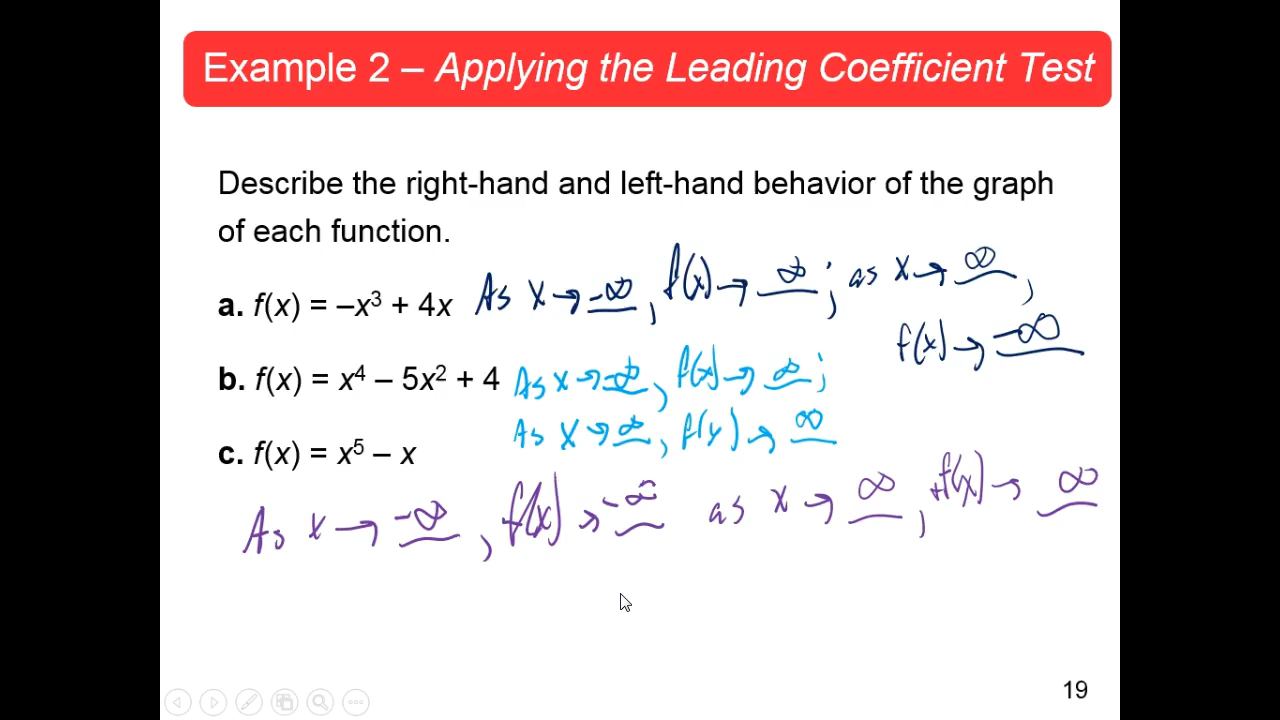 Example 2 – Applying the Leading Coefficient Test
Describe the right-hand and left-hand behavior of the graph
of each function.
a. f(x) = –x³ + 4x As x → -∞, f(x) → ∞; as x → ∞,
f(x) → -∞
b. f(x) = x⁴ – 5x² + 4 As x → -∞, f(x) → ∞;
As x → ∞, f(x) → ∞
c. f(x) = x⁵ – x
As x → -∞, f(x) → -∞ as x → ∞, f(x) → ∞
19